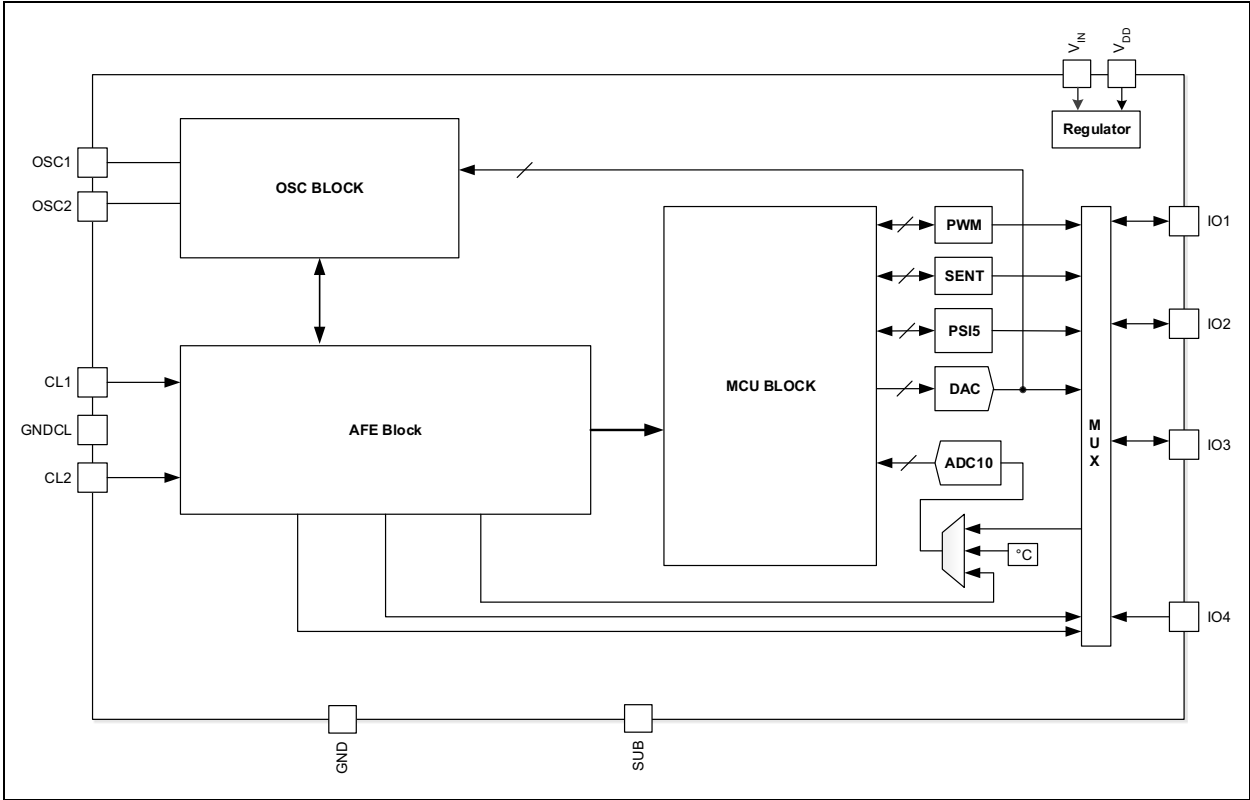 VIN
VDD
Regulator
OSC1
OSC BLOCK
OSC2
PWM
IO1
SENT
IO2
PSI5
CL1
MCU BLOCK
DAC
GNDCL
AFE Block
MUX
IO3
ADC10
CL2
°C
IO4
GND
SUB